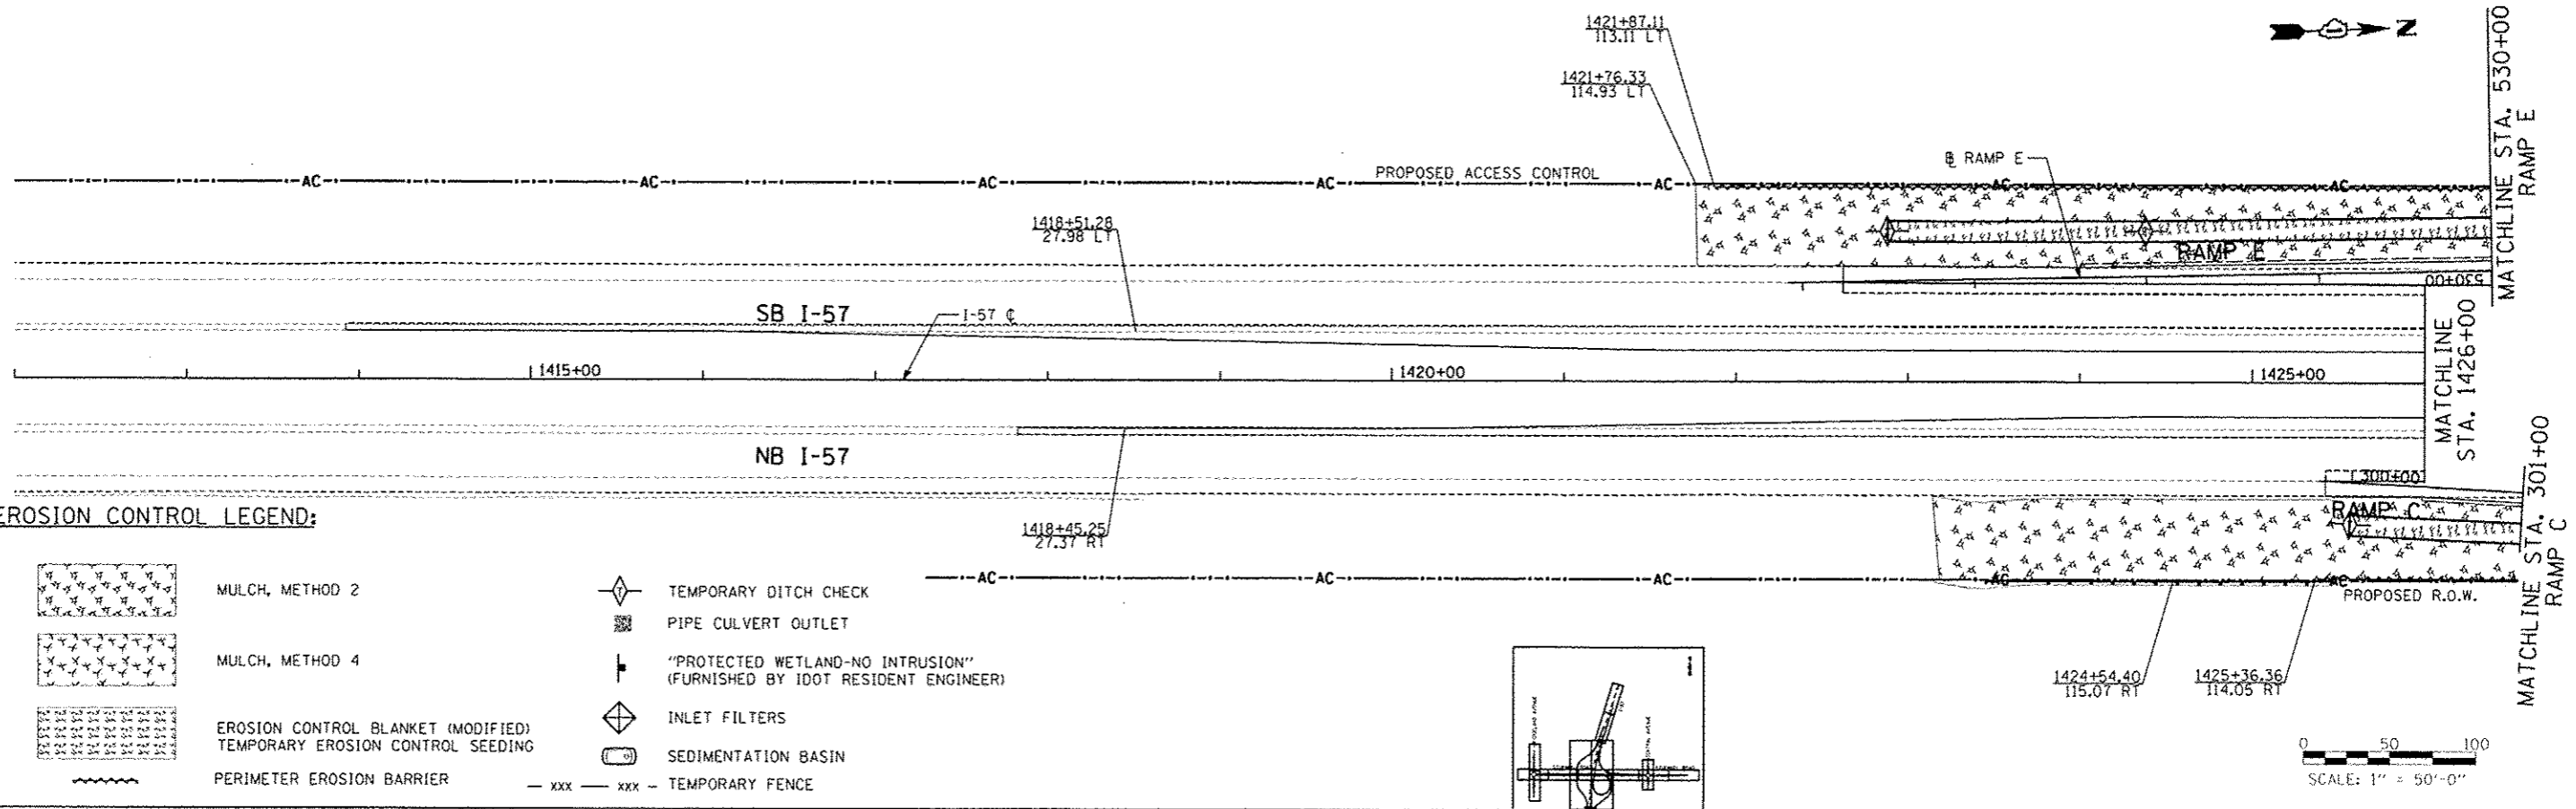 1421+87.11
113.11 LT
1421+76.33
114.93 LT
N
MATCHLINE STA. 530+00
RAMP E
PROPOSED ACCESS CONTROL
AC AC AC AC AC AC AC
℄ RAMP E
1418+51.28
27.98 LT
RAMP E
530+00
SB I-57
I-57 ℄
1415+00
1420+00
1425+00
MATCHLINE
STA. 1426+00
NB I-57
300+00
RAMP C
MATCHLINE STA. 301+00
RAMP C
1418+45.25
27.37 RT
AC AC AC AC AC
PROPOSED R.O.W.
1424+54.40
115.07 RT
1425+36.36
114.05 RT
EROSION CONTROL LEGEND:
MULCH, METHOD 2
MULCH, METHOD 4
EROSION CONTROL BLANKET (MODIFIED)
TEMPORARY EROSION CONTROL SEEDING
PERIMETER EROSION BARRIER
T TEMPORARY DITCH CHECK
PIPE CULVERT OUTLET
"PROTECTED WETLAND-NO INTRUSION"
(FURNISHED BY IDOT RESIDENT ENGINEER)
INLET FILTERS
SEDIMENTATION BASIN
XXX XXX TEMPORARY FENCE
0 50 100
SCALE: 1" = 50'-0"